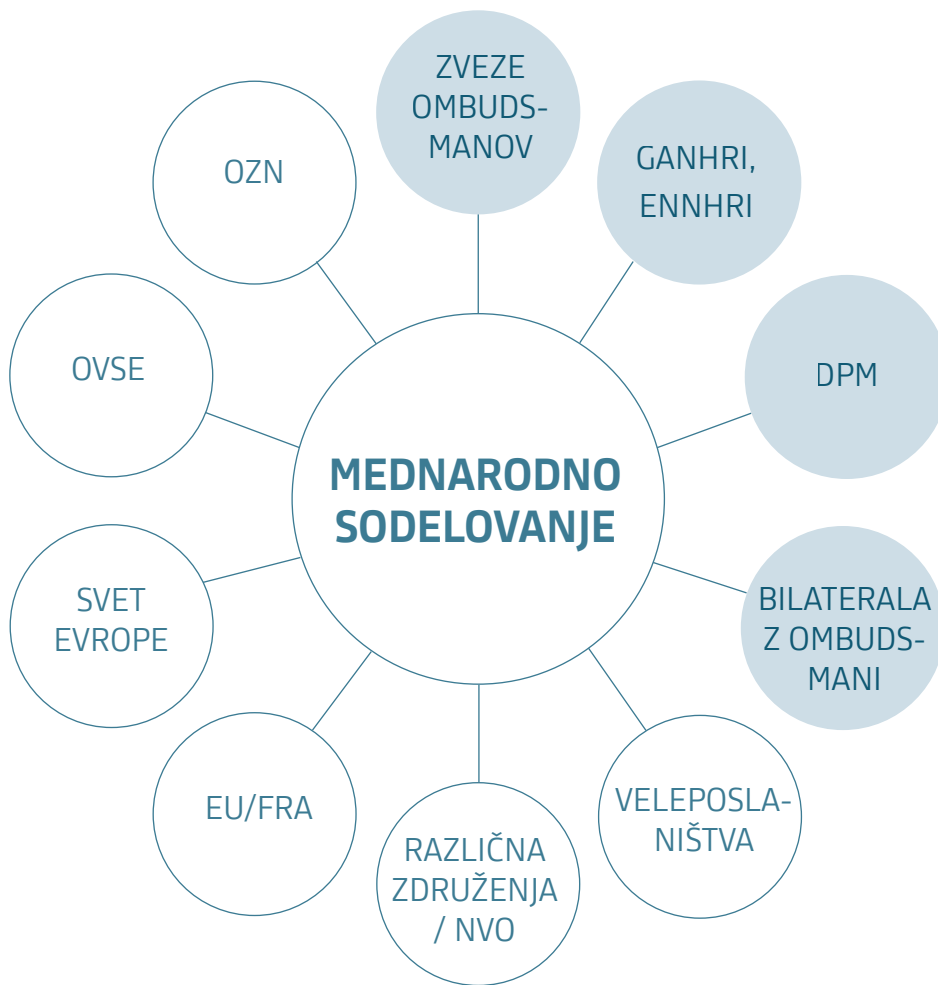 ZVEZE
OMBUDS-
MANOV
GANHRI,
ENNHRI
DPM
BILATERALA
Z OMBUDS-
MANI
VELEPOSLA-
NIŠTVA
RAZLIČNA
ZDRUŽENJA
/ NVO
EU/FRA
SVET
EVROPE
OVSE
OZN
MEDNARODNO
SODELOVANJE